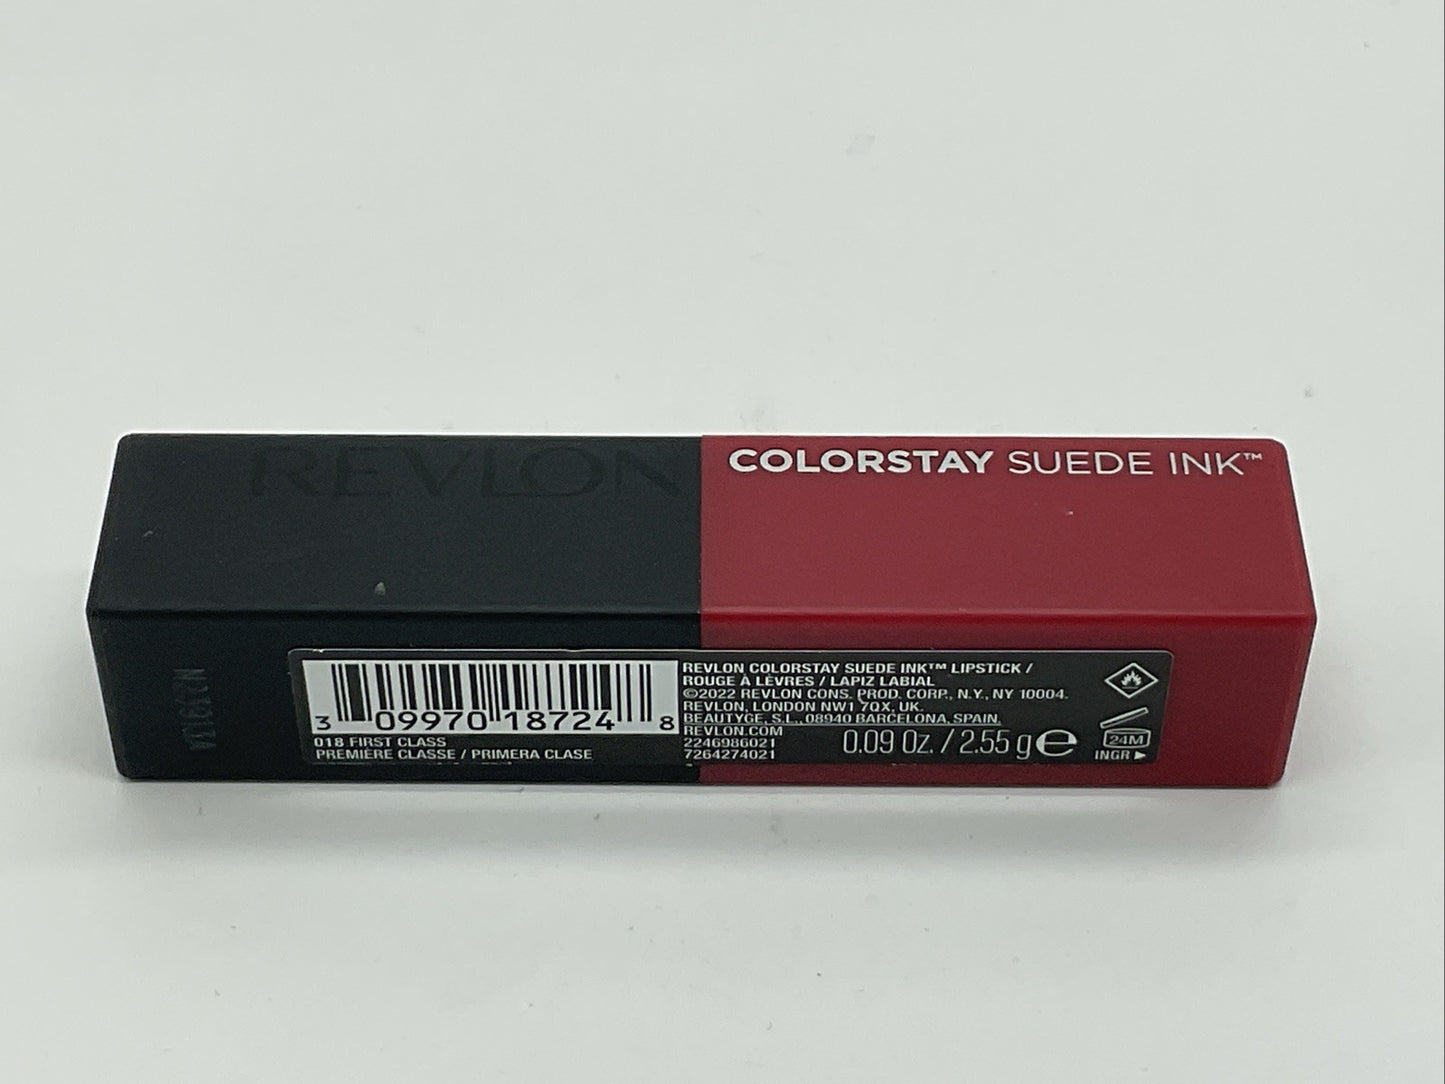 REVLON
COLORSTAY SUEDE INK™
3 09970 18724 8
018 FIRST CLASS
PREMIÈRE CLASSE / PRIMERA CLASE
REVLON COLORSTAY SUEDE INK™ LIPSTICK /
ROUGE À LÈVRES / LAPIZ LABIAL
©2022 REVLON CONS. PROD. CORP., N.Y., NY 10004.
REVLON, LONDON NW1 7QX, UK.
BEAUTYGE, S.L., 08940 BARCELONA, SPAIN.
REVLON.COM
2246986021
7264274021
0.09 Oz. / 2.55 g e
24M
INGR ►